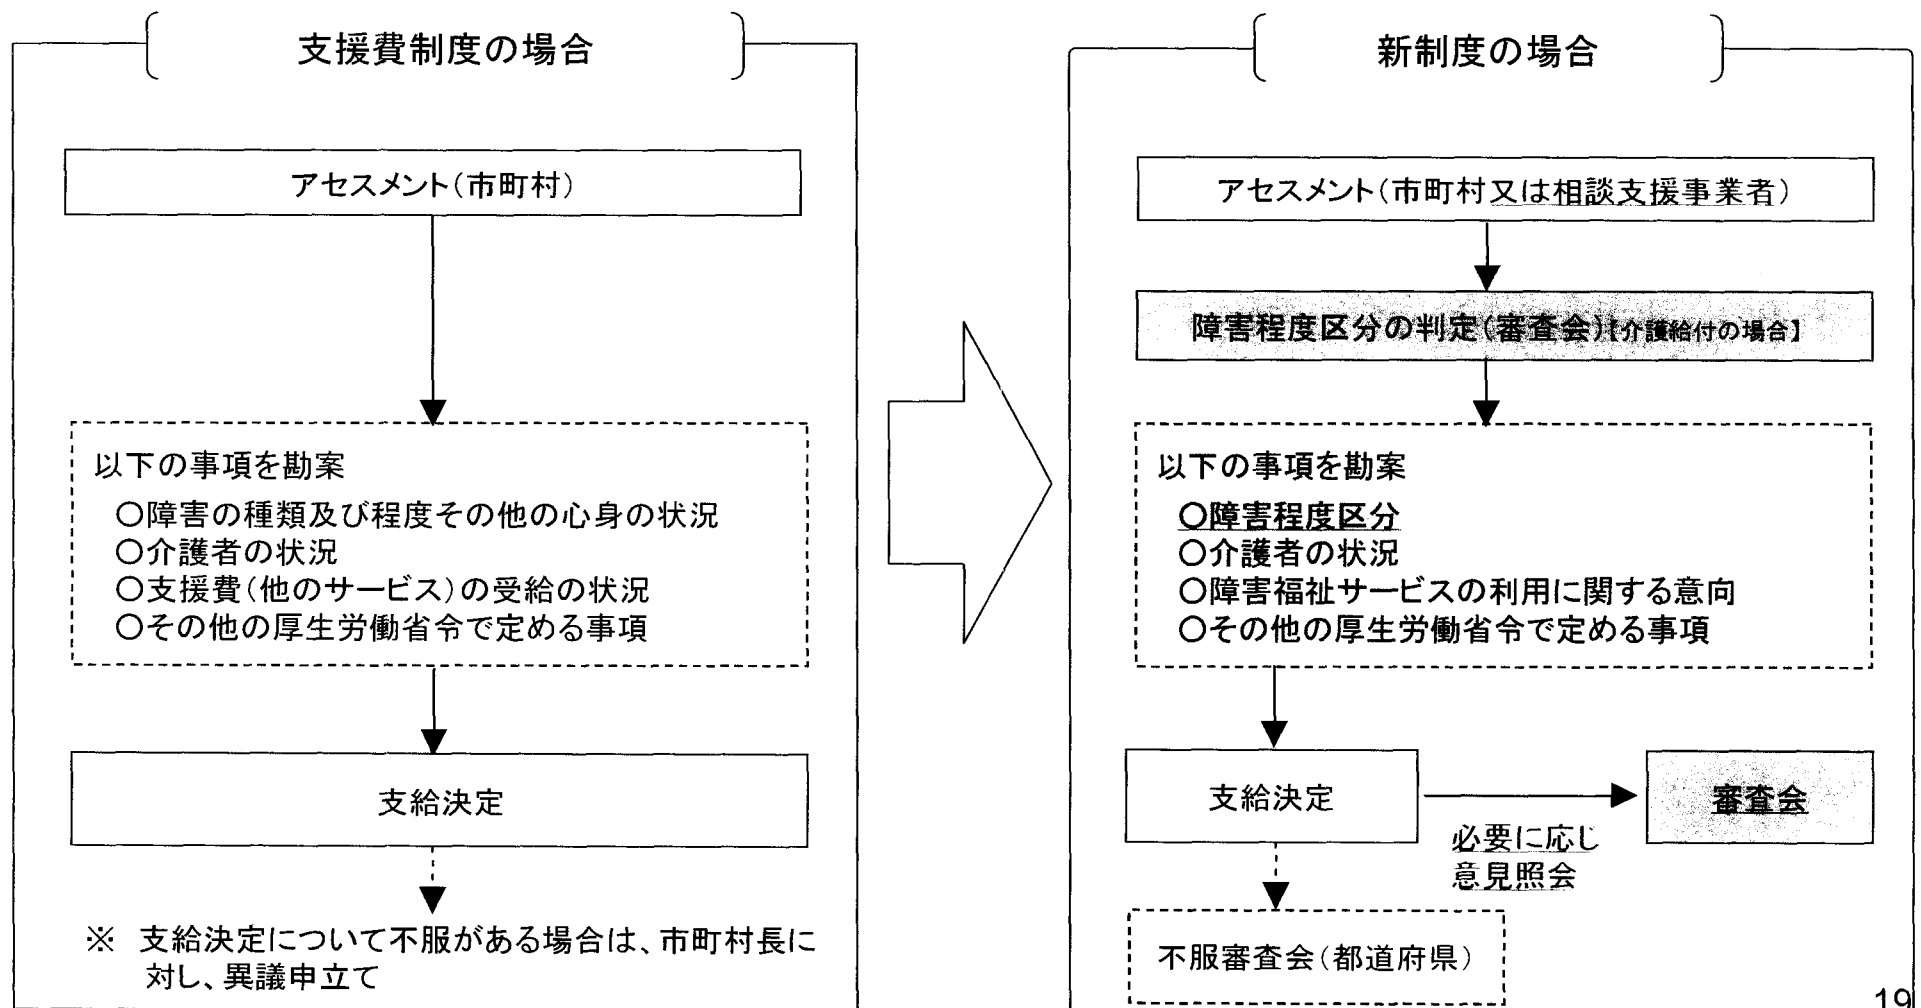 支援費制度の場合
アセスメント(市町村)
以下の事項を勘案
○障害の種類及び程度その他の心身の状況
○介護者の状況
○支援費(他のサービス)の受給の状況
○その他の厚生労働省令で定める事項
支給決定
※ 支給決定について不服がある場合は、市町村長に
対し、異議申立て
新制度の場合
アセスメント(市町村又は相談支援事業者)
障害程度区分の判定(審査会)【介護給付の場合】
以下の事項を勘案
○障害程度区分
○介護者の状況
○障害福祉サービスの利用に関する意向
○その他の厚生労働省令で定める事項
支給決定
必要に応じ
意見照会
審査会
不服審査会(都道府県)
19